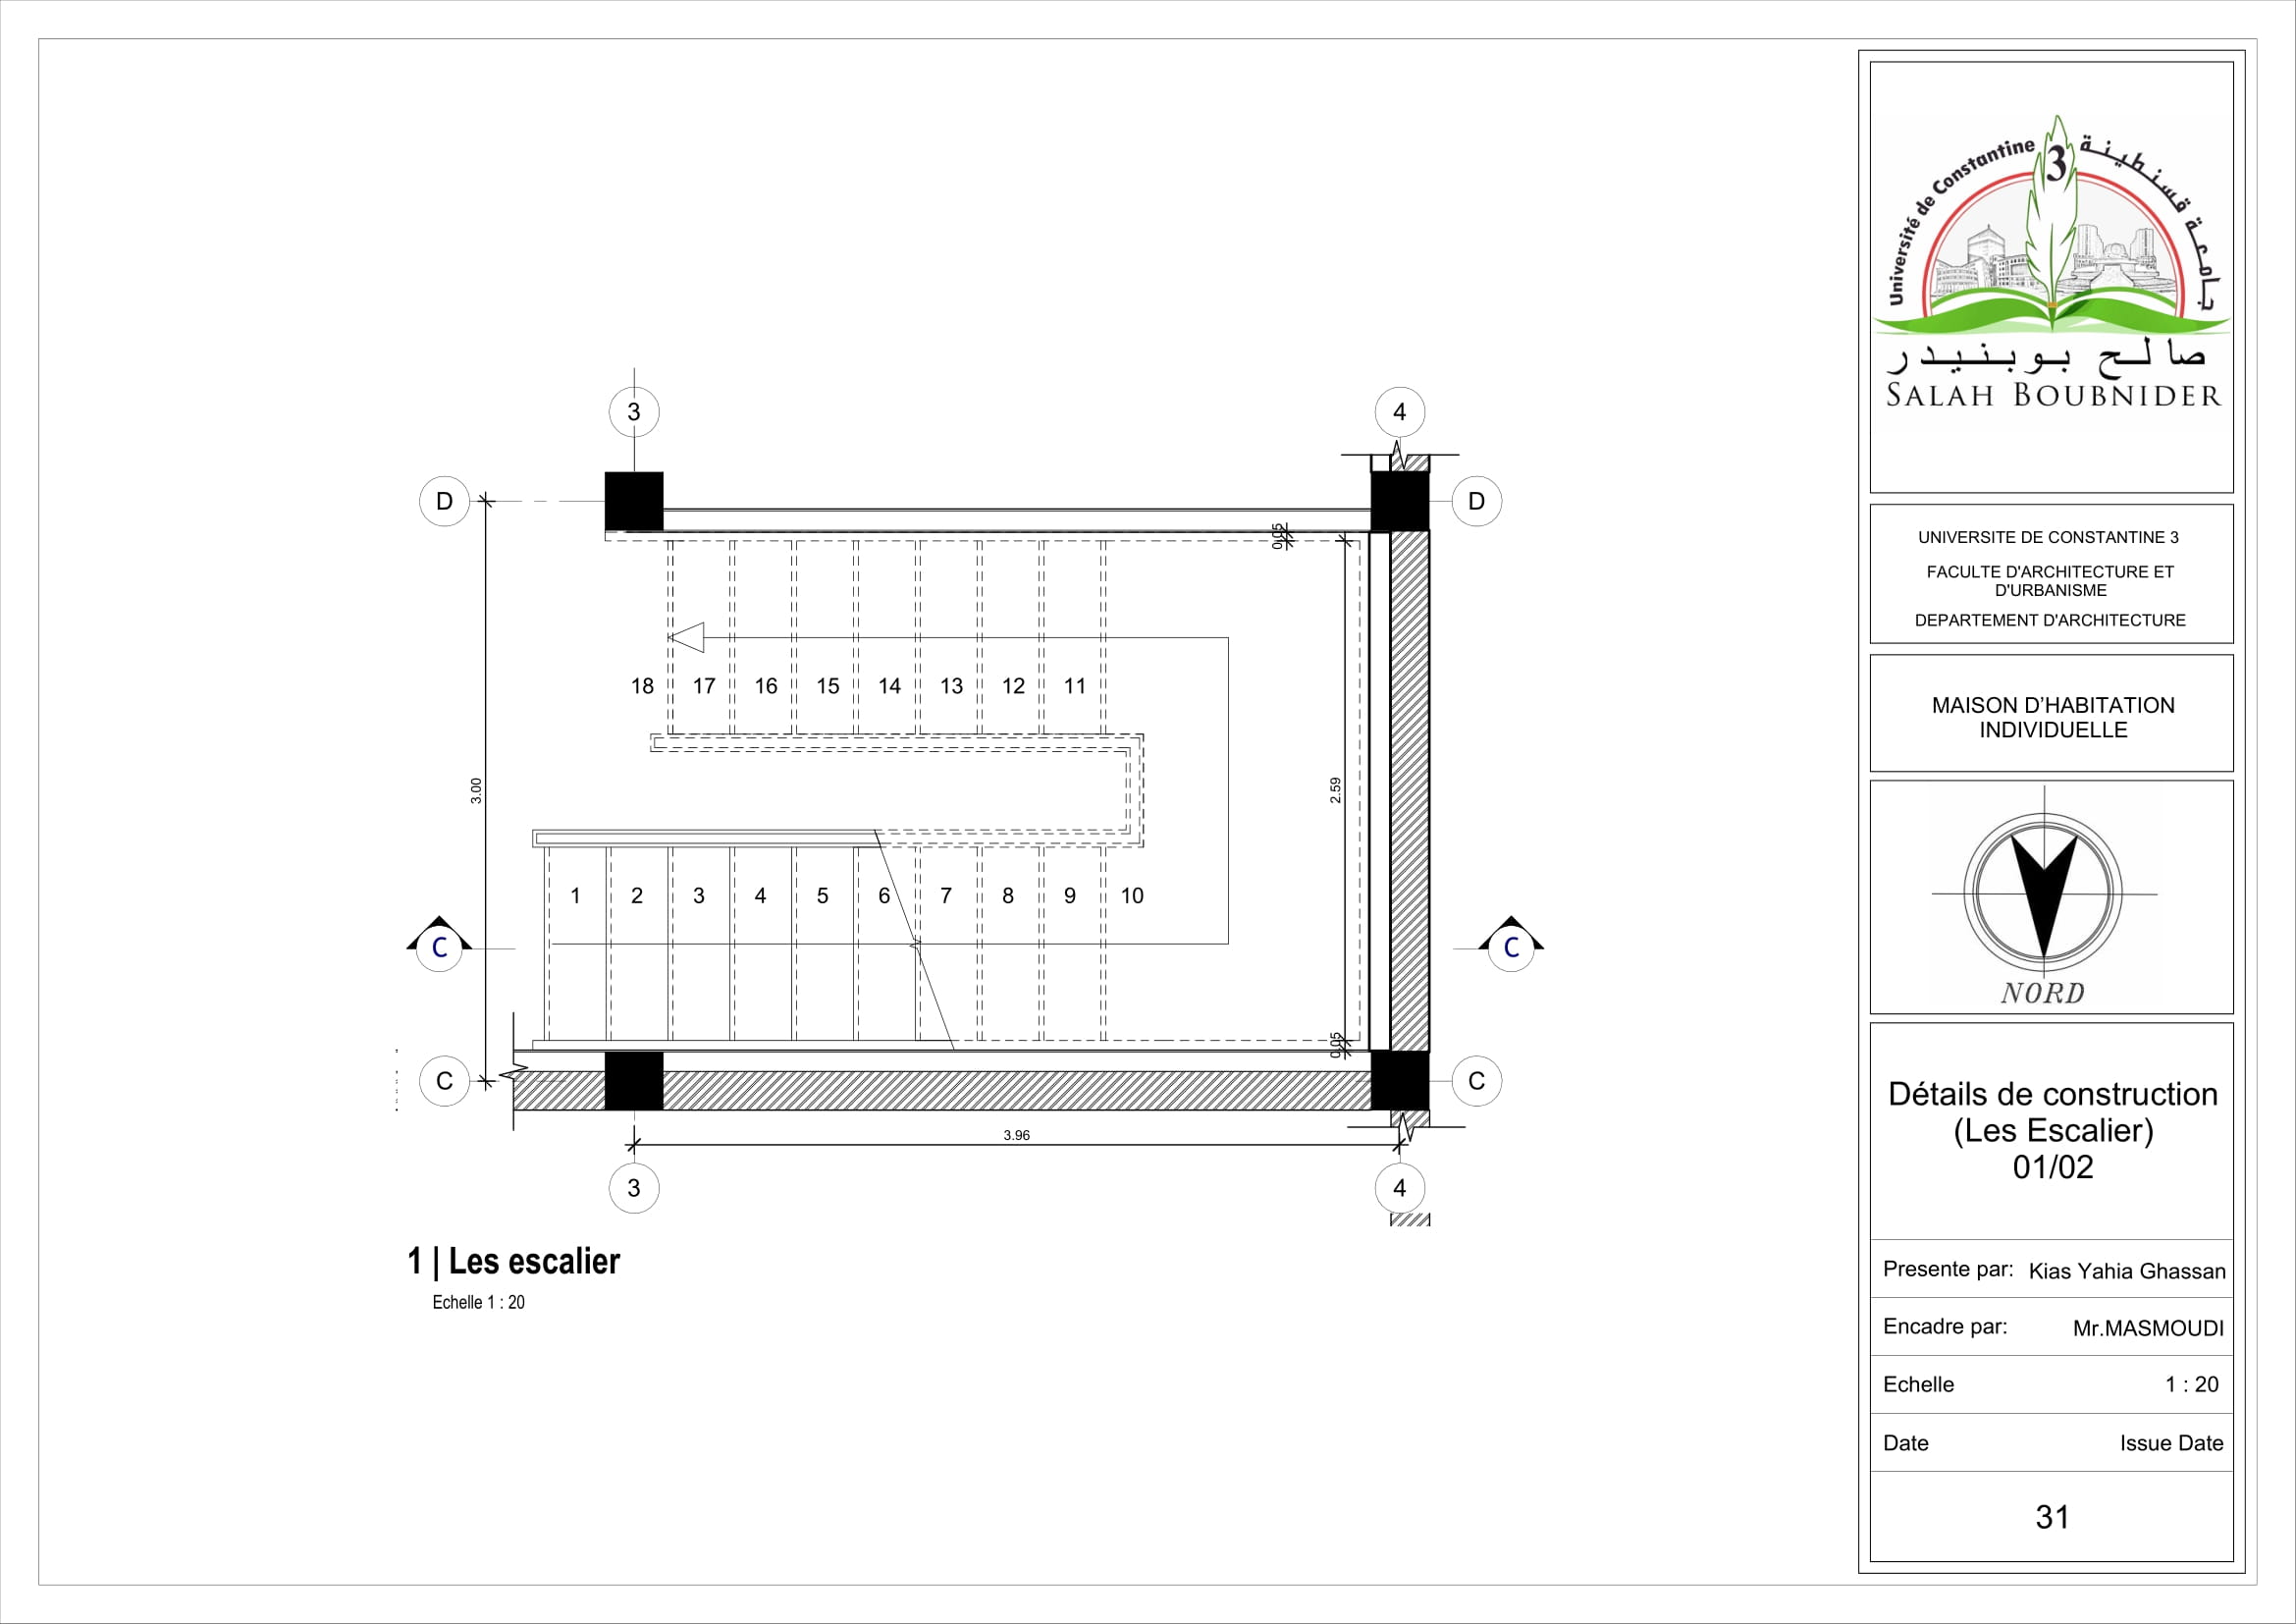 3
4
D
D
0.05
18 17 16 15 14 13 12 11
3.00
2.59
1 2 3 4 5 6 7 8 9 10
C
C
0.05
C
C
3.96
3
4
1 | Les escalier
Echelle 1 : 20
Université de Constantine 3 جامعة قسنطينة
صالح بوبنيدر
SALAH BOUBNIDER
UNIVERSITE DE CONSTANTINE 3
FACULTE D'ARCHITECTURE ET
D'URBANISME
DEPARTEMENT D'ARCHITECTURE
MAISON D'HABITATION
INDIVIDUELLE
NORD
Détails de construction
(Les Escalier)
01/02
Presente par: Kias Yahia Ghassan
Encadre par: Mr.MASMOUDI
Echelle 1 : 20
Date Issue Date
31